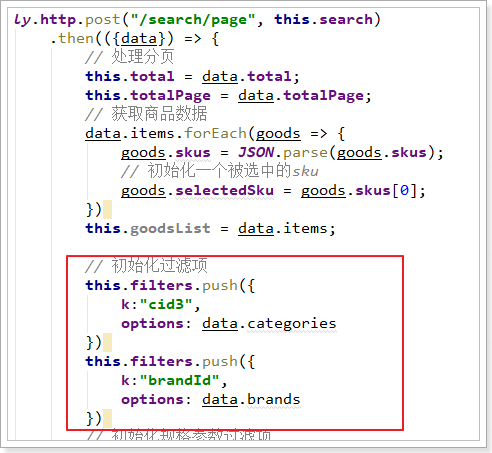 ly.http.post("/search/page", this.search)
.then(({data}) => {
// 处理分页
this.total = data.total;
this.totalPage = data.totalPage;
// 获取商品数据
data.items.forEach(goods => {
goods.skus = JSON.parse(goods.skus);
// 初始化一个被选中的sku
goods.selectedSku = goods.skus[0];
})
this.goodsList = data.items;
// 初始化过滤项
this.filters.push({
k:"cid3",
options: data.categories
})
this.filters.push({
k:"brandId",
options: data.brands
})
// 初始化规格参数过滤项